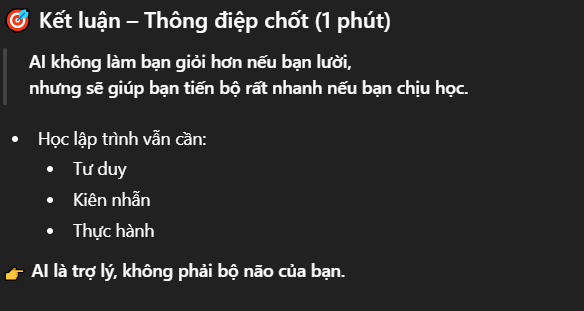 🎯 Kết luận – Thông điệp chốt (1 phút)
AI không làm bạn giỏi hơn nếu bạn lười,
nhưng sẽ giúp bạn tiến bộ rất nhanh nếu bạn chịu học.
• Học lập trình vẫn cần:
• Tư duy
• Kiên nhẫn
• Thực hành
👉 AI là trợ lý, không phải bộ não của bạn.